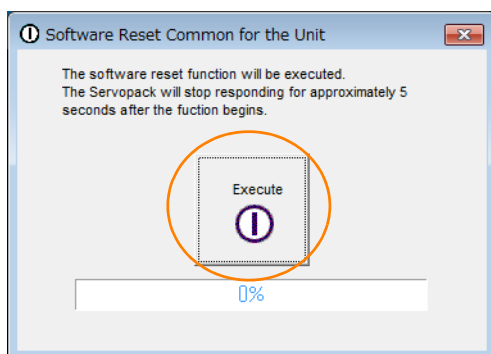 Software Reset Common for the Unit
The software reset function will be executed.
The Servopack will stop responding for approximately 5
seconds after the fuction begins.
Execute
0%